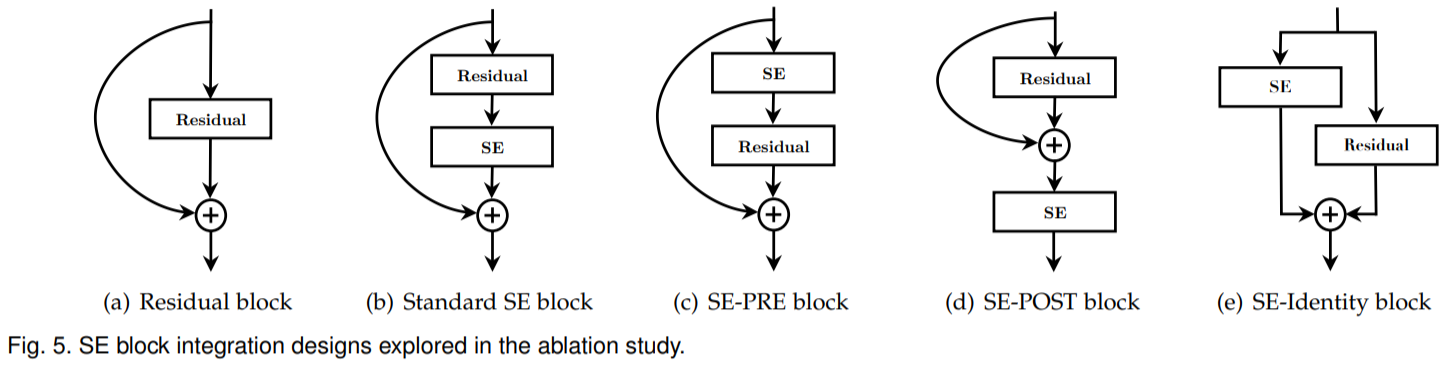 Residual
+
(a) Residual block
Residual
SE
+
(b) Standard SE block
SE
Residual
+
(c) SE-PRE block
Residual
+
SE
(d) SE-POST block
SE
Residual
+
(e) SE-Identity block
Fig. 5. SE block integration designs explored in the ablation study.